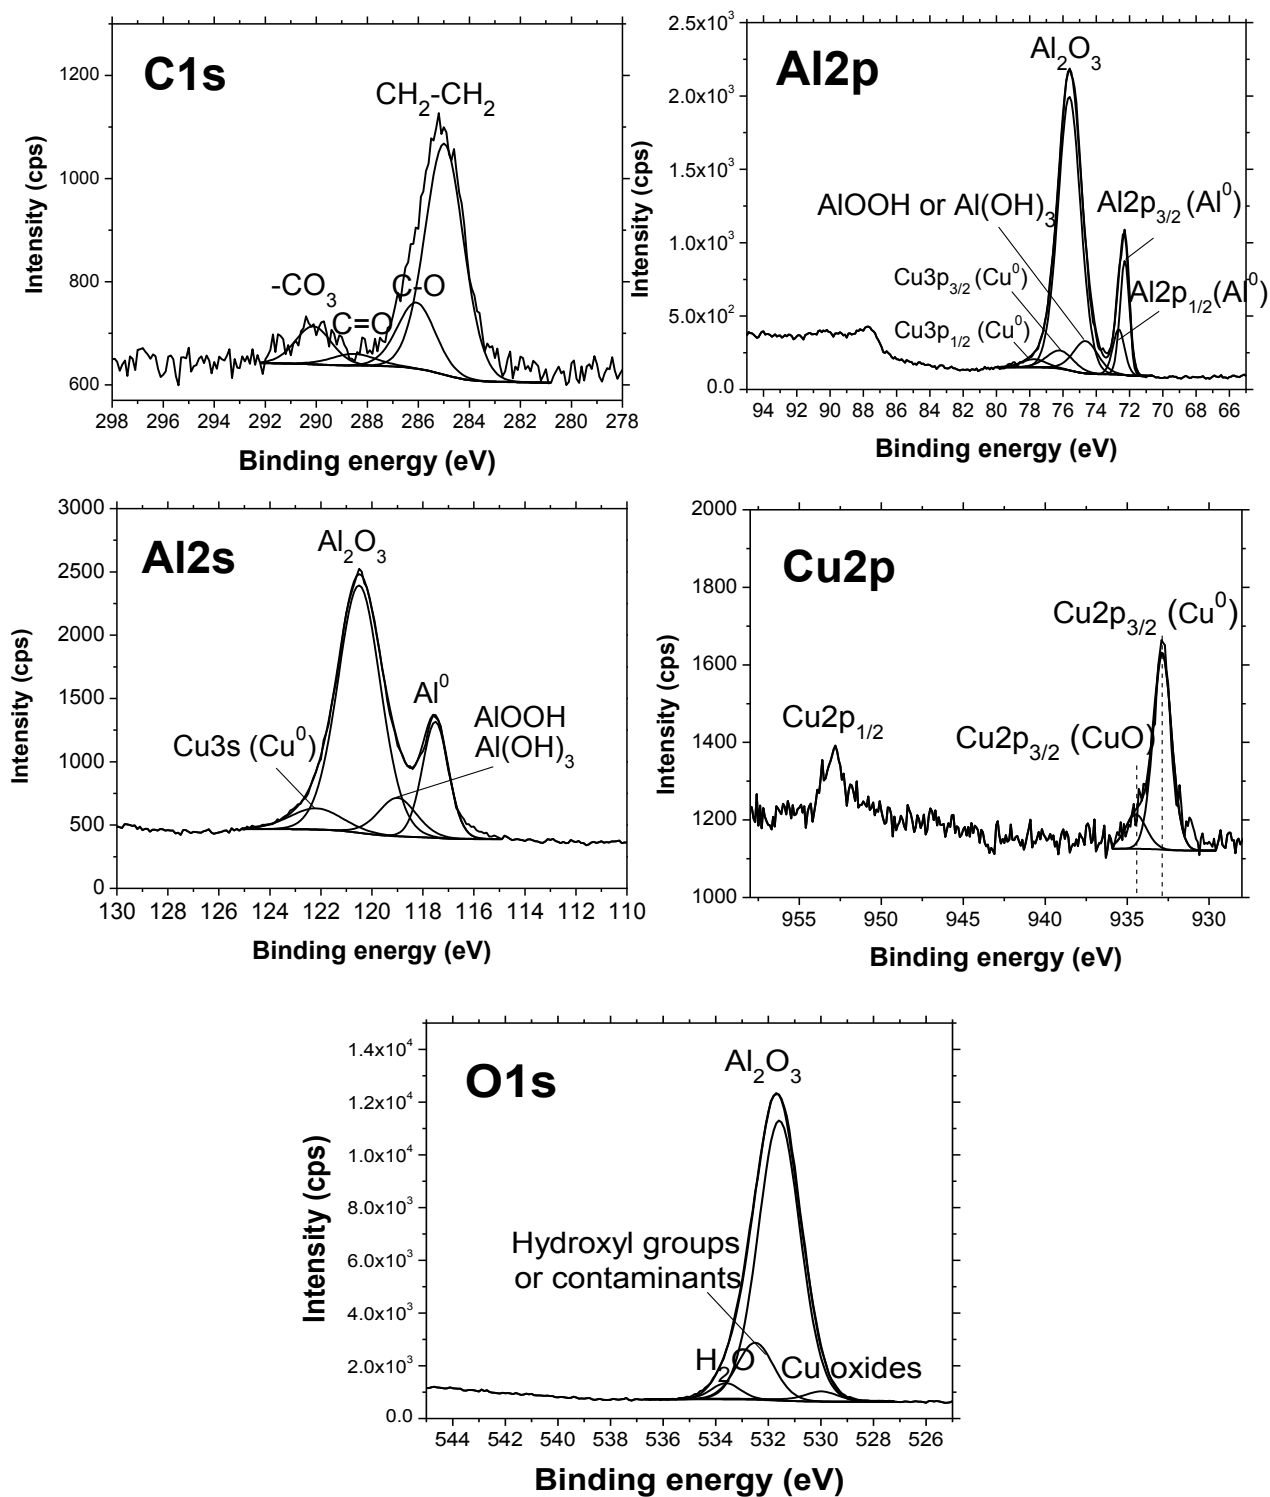 C1s
CH2-CH2
-CO3
C=O
C-O
1200
1000
800
600
298 296 294 292 290 288 286 284 282 280 278
Intensity (cps)
Binding energy (eV)
Al2p
Al2O3
AlOOH or Al(OH)3
Al2p3/2 (Al0)
Cu3p3/2 (Cu0)
Al2p1/2(Al0)
Cu3p1/2 (Cu0)
2.5x103
2.0x103
1.5x103
1.0x103
5.0x102
0.0
94 92 90 88 86 84 82 80 78 76 74 72 70 68 66
Intensity (cps)
Binding energy (eV)
Al2s
Al2O3
Al0
AlOOH
Al(OH)3
Cu3s (Cu0)
3000
2500
2000
1500
1000
500
0
130 128 126 124 122 120 118 116 114 112 110
Intensity (cps)
Binding energy (eV)
Cu2p
Cu2p3/2 (Cu0)
Cu2p1/2
Cu2p3/2 (CuO)
2000
1800
1600
1400
1200
1000
955 950 945 940 935 930
Intensity (cps)
Binding energy (eV)
O1s
Al2O3
Hydroxyl groups
or contaminants
H2O
Cu oxides
1.4x104
1.2x104
1.0x104
8.0x103
6.0x103
4.0x103
2.0x103
0.0
544 542 540 538 536 534 532 530 528 526
Intensity (cps)
Binding energy (eV)